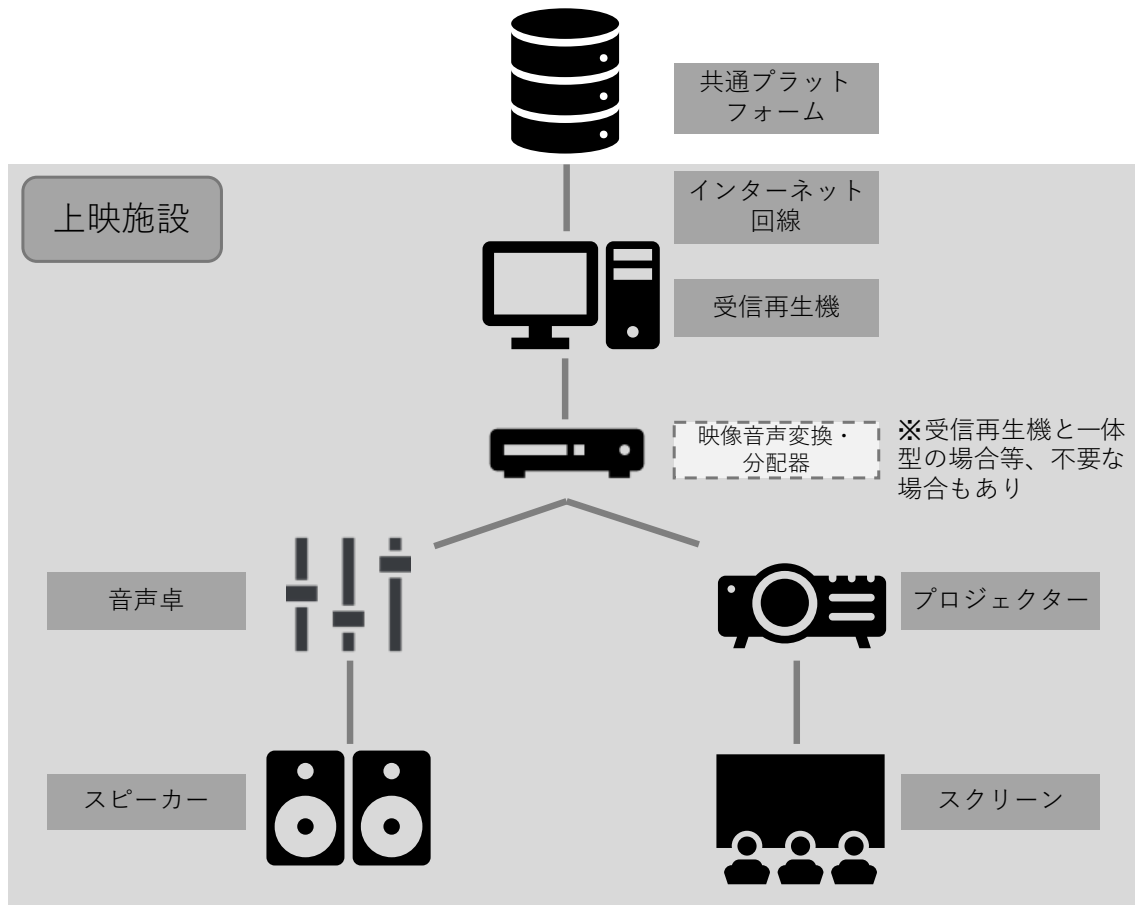 共通プラット
フォーム
上映施設
インターネット
回線
受信再生機
映像音声変換・
分配器
※受信再生機と一体
型の場合等、不要な
場合もあり
音声卓
プロジェクター
スピーカー
スクリーン